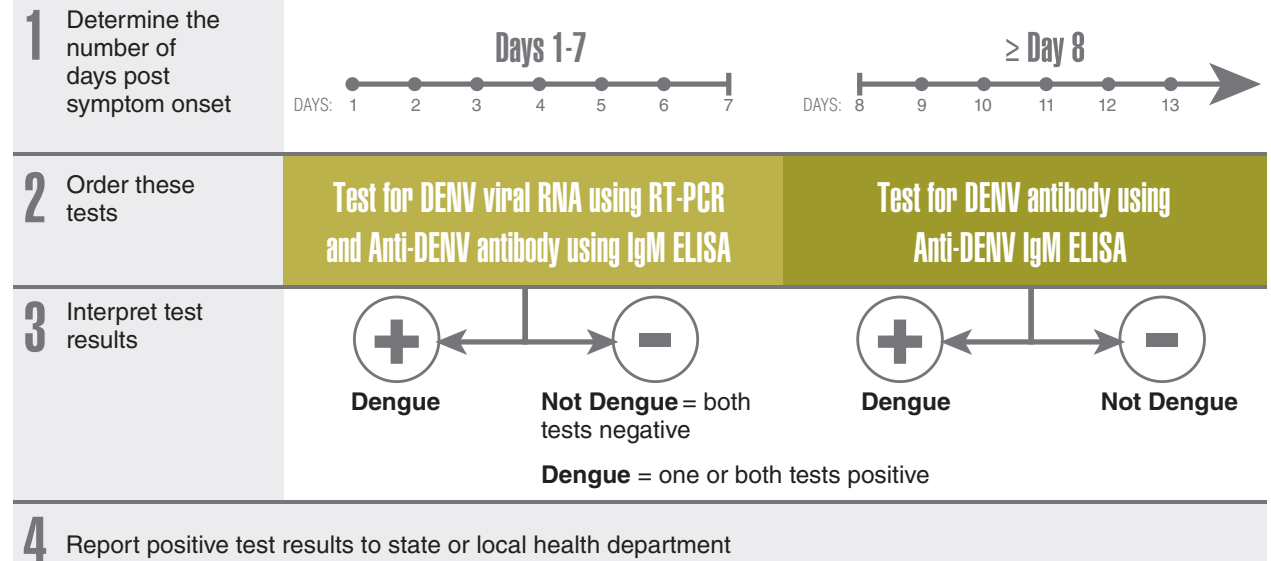 1
Determine the
number of
days post
symptom onset
Days 1-7
DAYS: 1 2 3 4 5 6 7
≥ Day 8
DAYS: 8 9 10 11 12 13
2
Order these
tests
Test for DENV viral RNA using RT-PCR
and Anti-DENV antibody using IgM ELISA
Test for DENV antibody using
Anti-DENV IgM ELISA
3
Interpret test
results
+
-
Dengue
Not Dengue = both
tests negative
Dengue = one or both tests positive
+
-
Dengue
Not Dengue
4
Report positive test results to state or local health department